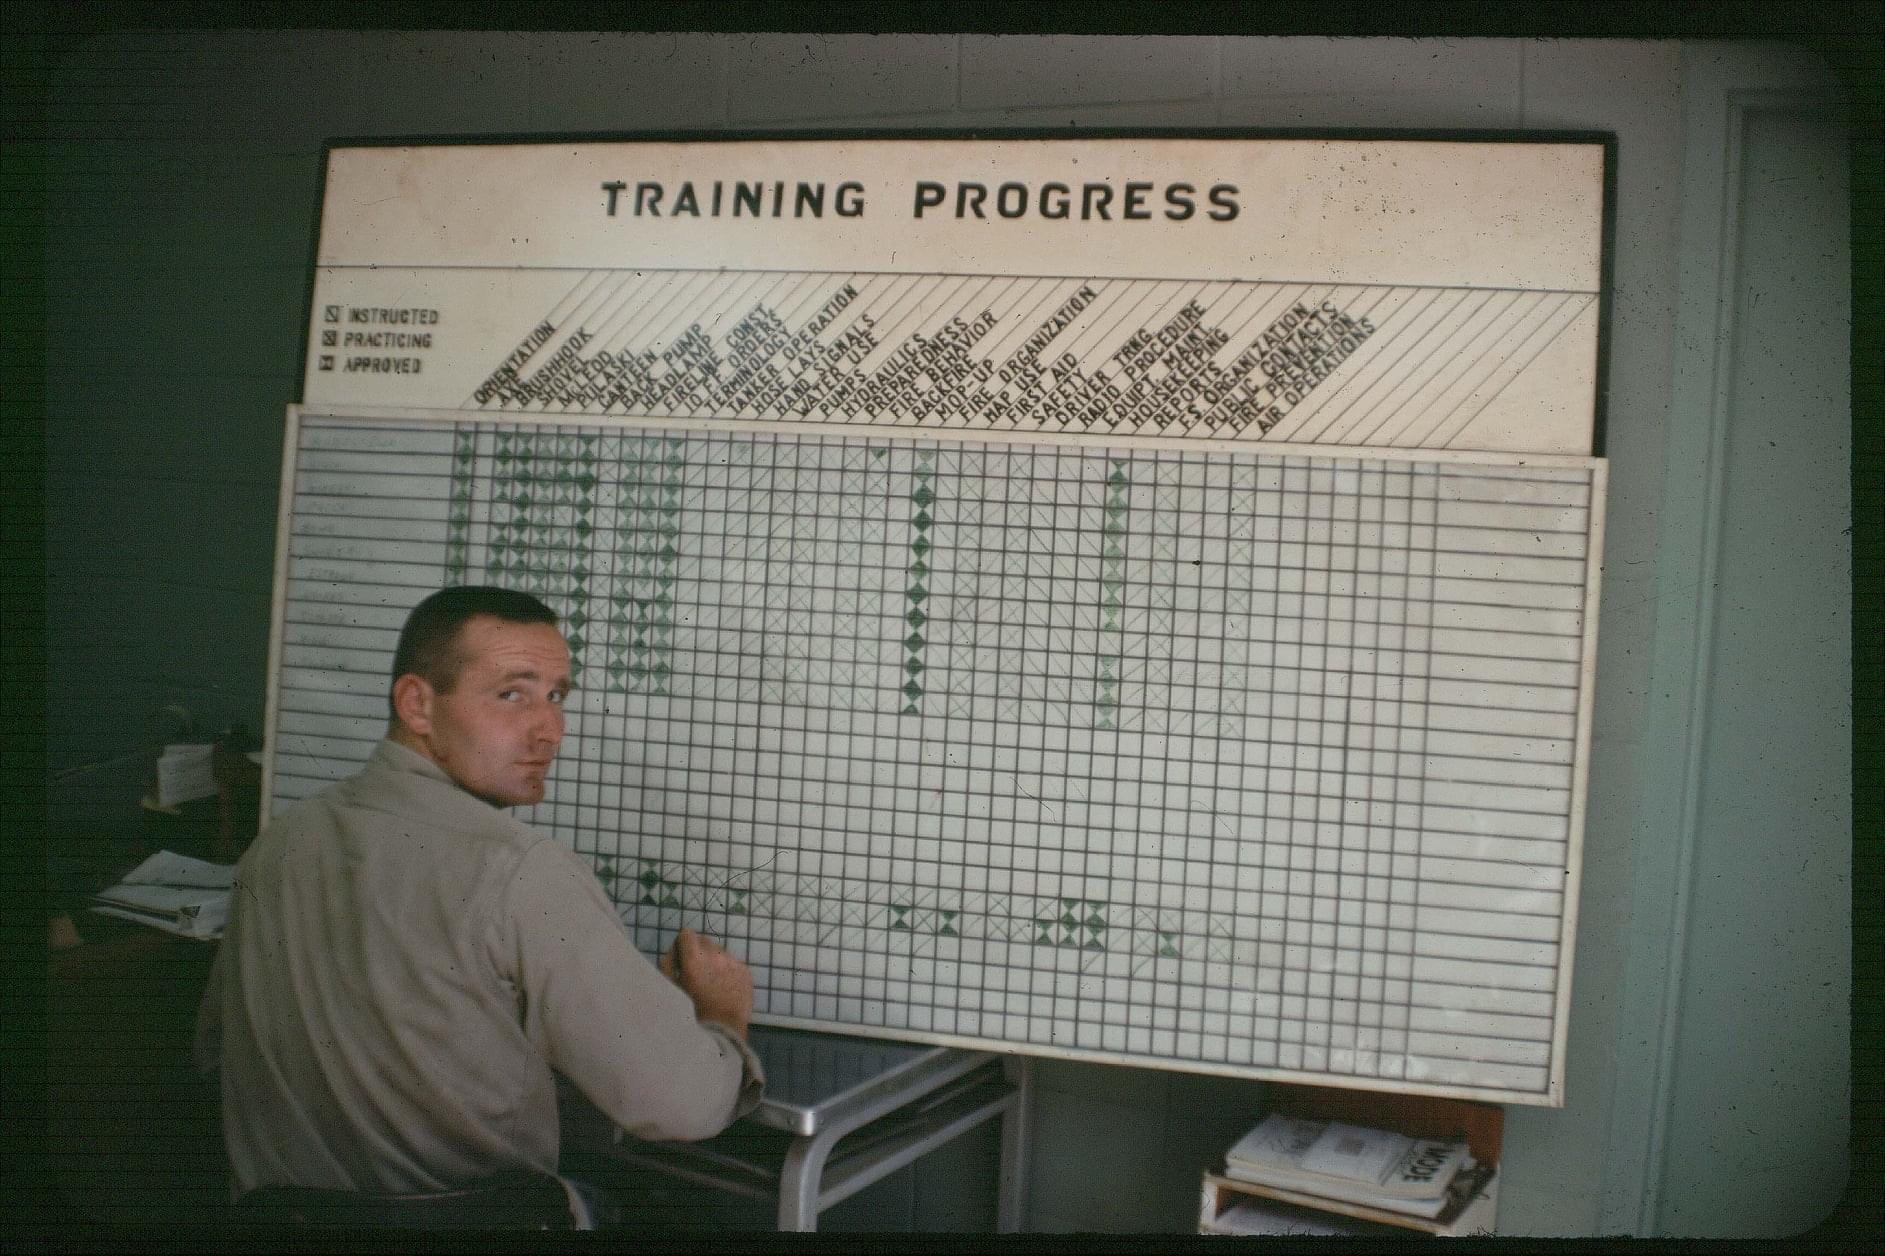 TRAINING PROGRESS
INSTRUCTED
PRACTICING
APPROVED
ORIENTATION
AXE
BRUSHHOOK
SHOVEL
McLEOD
PULASKI
CANTEEN
BACK PUMP
HEADLAMP
FIRELINE CONST.
10 F.F. ORDERS
TERMINOLOGY
TANKER OPERATION
HOSE LAYS
HAND SIGNALS
WATER USE
PUMPS
HYDRAULICS
PREPAREDNESS
FIRE BEHAVIOR
BACKFIRE
MOP-UP
FIRE ORGANIZATION
MAP USE
FIRST AID
SAFETY
DRIVER TRNG
RADIO PROCEDURE
EQUIPT. MAINT.
HOUSEKEEPING
REPORTS
F.S. ORGANIZATION
PUBLIC CONTACTS
FIRE PREVENTION
AIR OPERATIONS